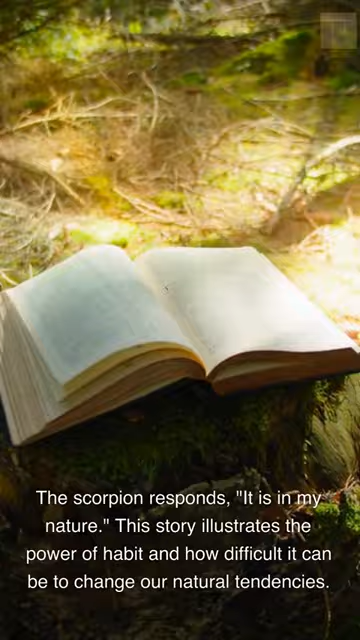 The scorpion responds, "It is in my
nature." This story illustrates the
power of habit and how difficult it can
be to change our natural tendencies.